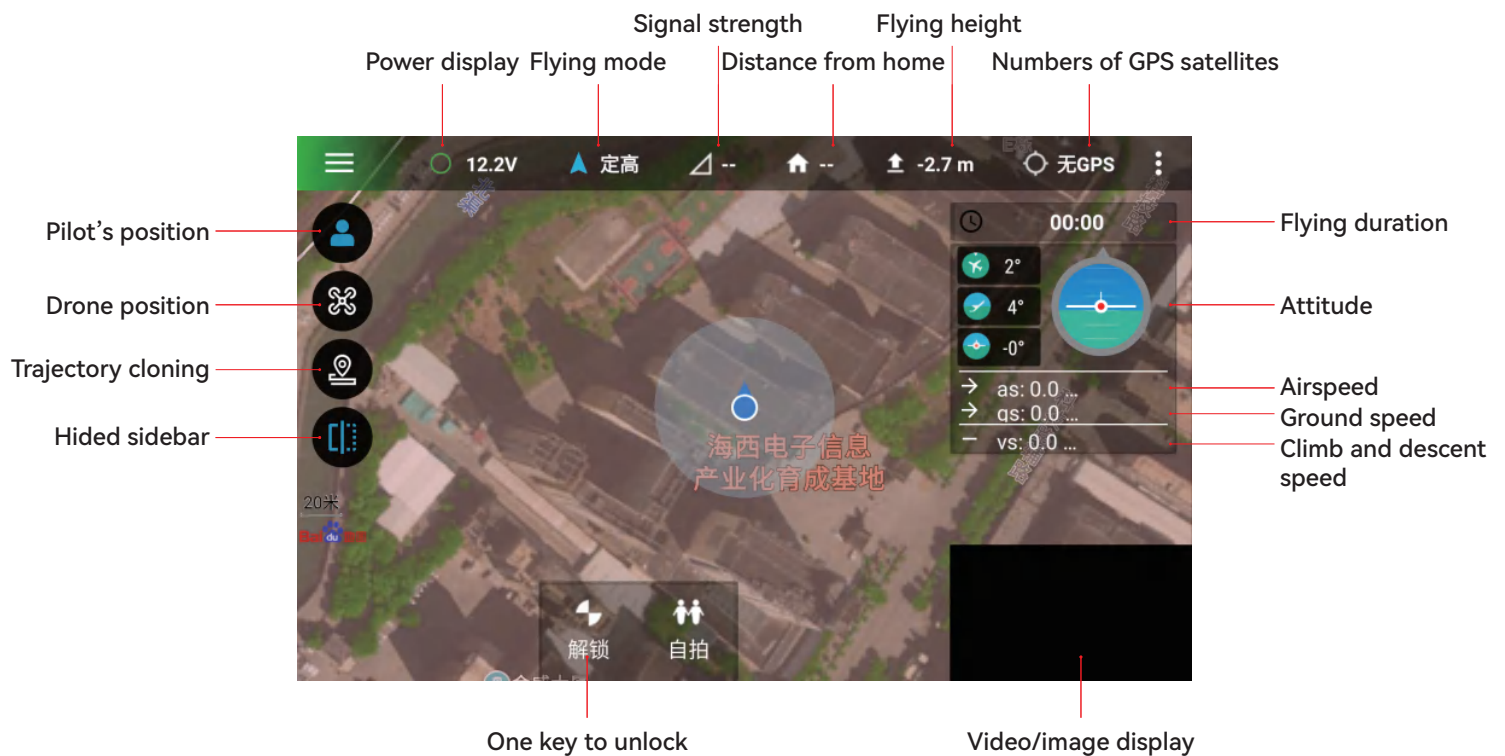 Signal strength Flying height
Power display Flying mode Distance from home Numbers of GPS satellites
12.2V 定高 -- -- -2.7 m 无GPS
Pilot’s position
Drone position
Trajectory cloning
Hided sidebar
00:00
2°
4°
-0°
as: 0.0 ...
gs: 0.0 ...
vs: 0.0 ...
Flying duration
Attitude
Airspeed
Ground speed
Climb and descent
speed
海西电子信息
产业化育成基地
20米
Bai du
解锁 自拍
One key to unlock Video/image display